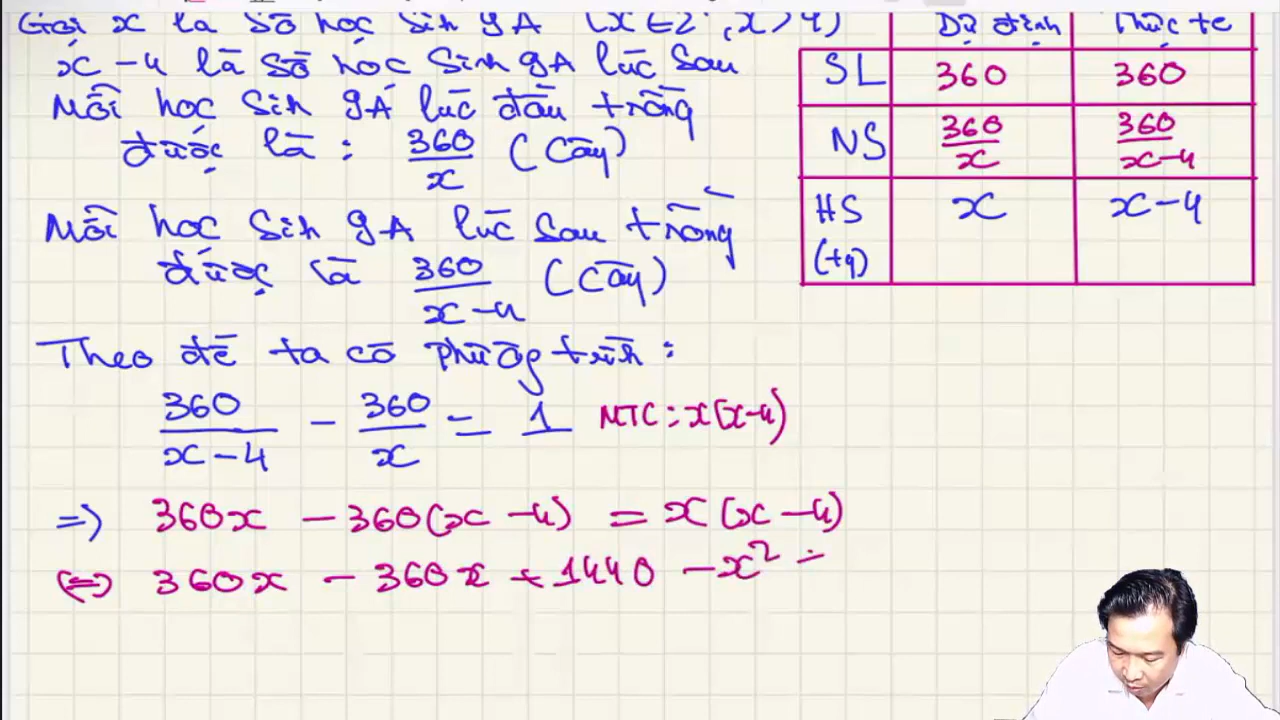 Gọi x là số học sinh 9A (x ∈ Z⁺, x > 4)
x - 4 là số học sinh 9A lúc sau
Mỗi học sinh 9A lúc đầu trồng
được là : 360/x (cây)
Mỗi học sinh 9A lúc sau trồng
được là 360/(x-4) (cây)
Theo đề ta có phương trình :
360/(x-4) - 360/x = 1 MTC : x(x-4)
=> 360x - 360(x - 4) = x(x - 4)
<=> 360x - 360x + 1440 - x²
Dự định Thực tế
SL 360 360
NS 360/x 360/(x-4)
HS x x-4